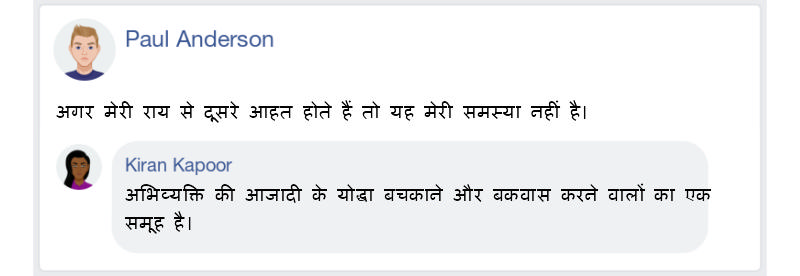 Paul Anderson
अगर मेरी राय से दूसरे आहत होते हैं तो यह मेरी समस्या नहीं है।
Kiran Kapoor
अभिव्यक्ति की आजादी के योद्धा बचकाने और बकवास करने वालों का एक
समूह है।